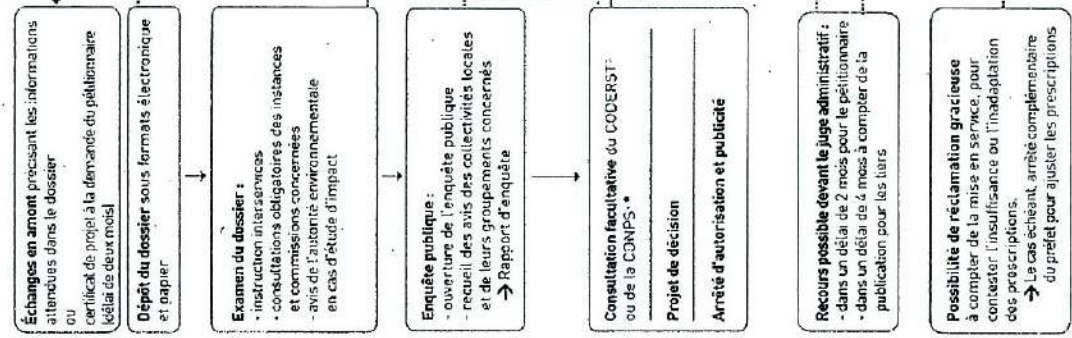 Échanges en amont précisant les informations
attendues dans le dossier
ou
certificat de projet à la demande du pétitionnaire
(délai de deux mois)
Dépôt du dossier sous formats électronique
et papier
Examen du dossier :
- instruction interservices
- consultations obligatoires des instances
et commissions concernées
- avis de l'autorité environnementale
en cas d'étude d'impact
Enquête publique :
- ouverture de l'enquête publique
- recueil des avis des collectivités locales
et de leurs groupements concernés
→ Rapport d'enquête
Consultation facultative du CODERST*
ou de la CDNPS**
Projet de décision
Arrêté d'autorisation et publicité
Recours possible devant le juge administratif :
- dans un délai de 2 mois pour le pétitionnaire
- dans un délai de 4 mois à compter de la
publication pour les tiers
Possibilité de réclamation gracieuse
à compter de la mise en service, pour
contester l'insuffisance ou l'inadaptation
des prescriptions.
→ Le cas échéant, arrêté complémentaire
du préfet pour ajuster les prescriptions